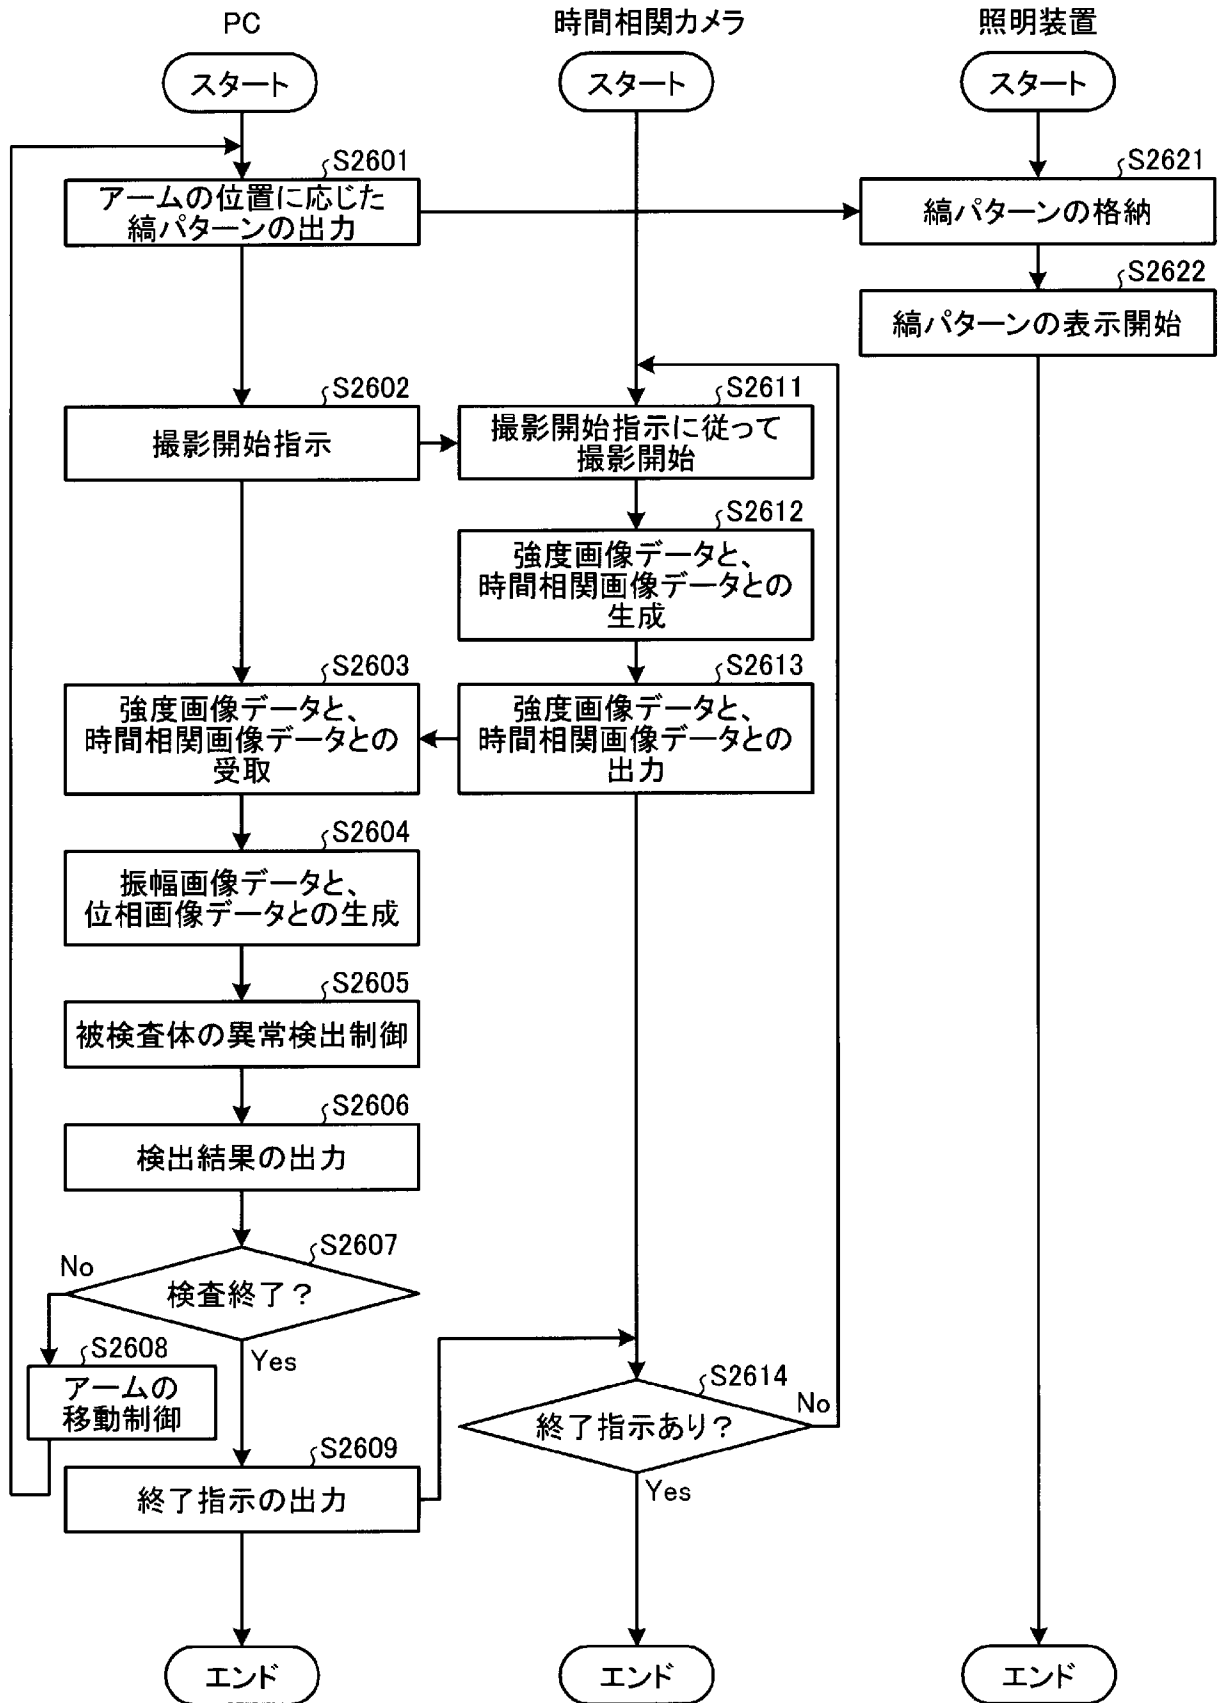 PC
時間相関カメラ
照明装置
スタート
スタート
スタート
S2601
アームの位置に応じた
縞パターンの出力
S2621
縞パターンの格納
S2622
縞パターンの表示開始
S2602
撮影開始指示
S2611
撮影開始指示に従って
撮影開始
S2612
強度画像データと、
時間相関画像データとの
生成
S2603
強度画像データと、
時間相関画像データとの
受取
S2613
強度画像データと、
時間相関画像データとの
出力
S2604
振幅画像データと、
位相画像データとの生成
S2605
被検査体の異常検出制御
S2606
検出結果の出力
S2607
検査終了？
No
Yes
S2608
アームの
移動制御
S2609
終了指示の出力
S2614
終了指示あり？
No
Yes
エンド
エンド
エンド